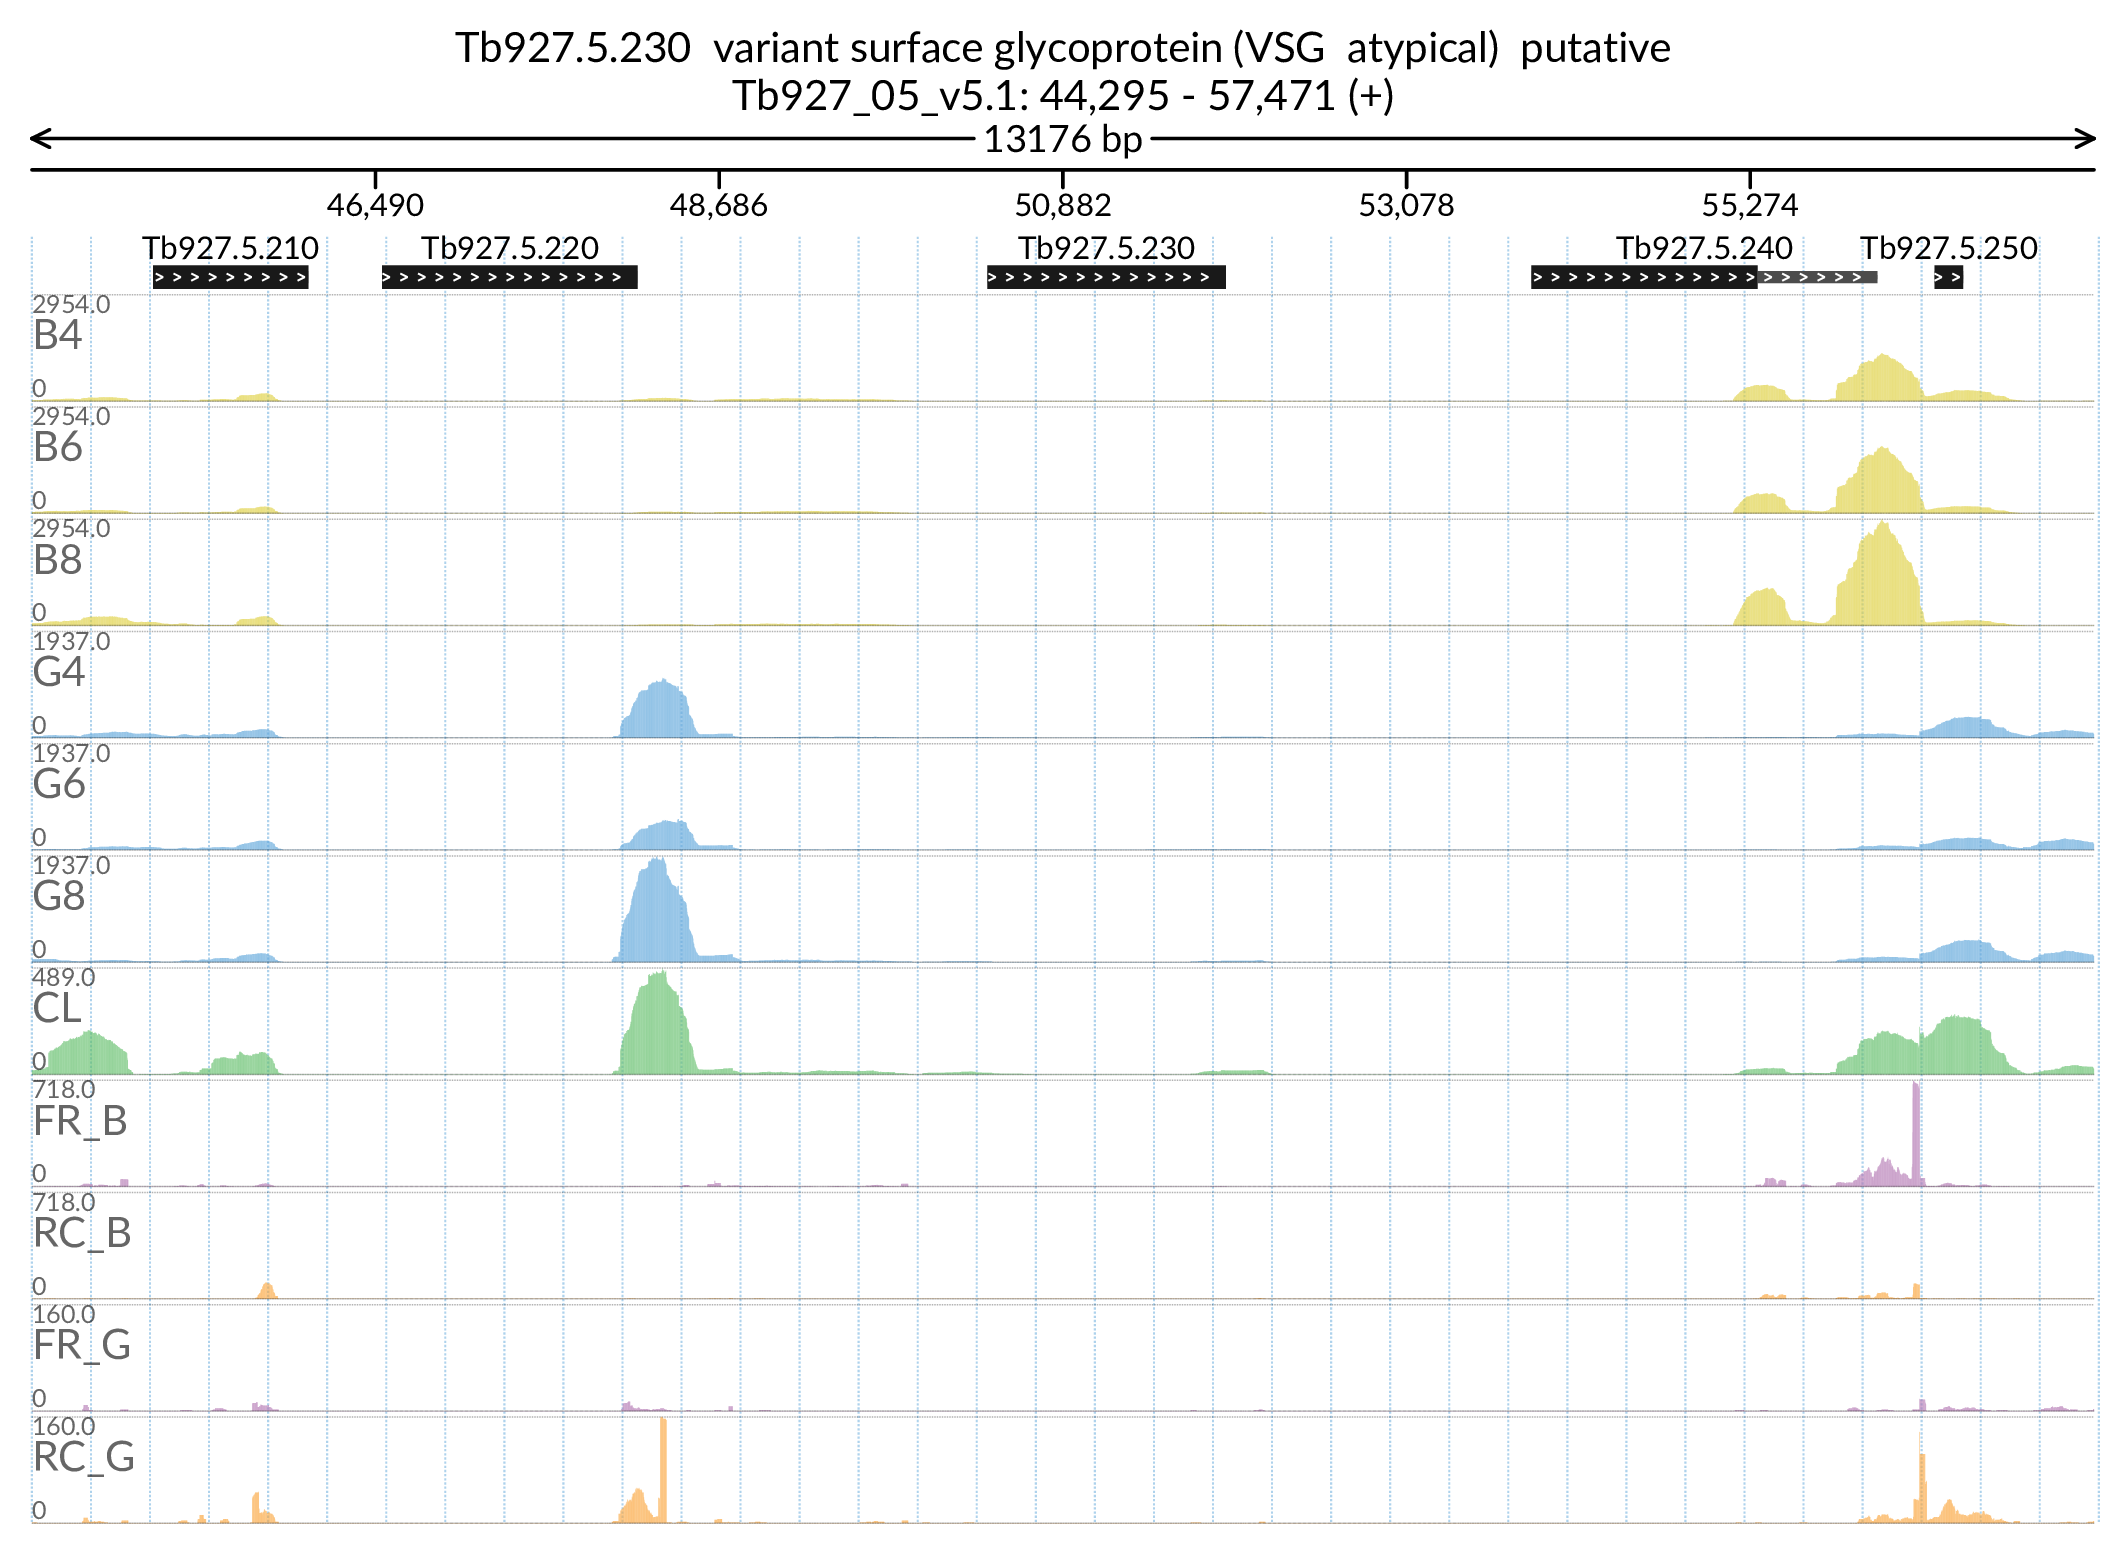 Tb927.5.230  variant surface glycoprotein (VSG  atypical)  putative
Tb927_05_v5.1: 44,295 - 57,471 (+)
13176 bp
46,490 48,686 50,882 53,078 55,274
Tb927.5.210 Tb927.5.220 Tb927.5.230 Tb927.5.240 Tb927.5.250
2954.0
B4
0
2954.0
B6
0
2954.0
B8
0
1937.0
G4
0
1937.0
G6
0
1937.0
G8
0
489.0
CL
0
718.0
FR_B
0
718.0
RC_B
0
160.0
FR_G
0
160.0
RC_G
0